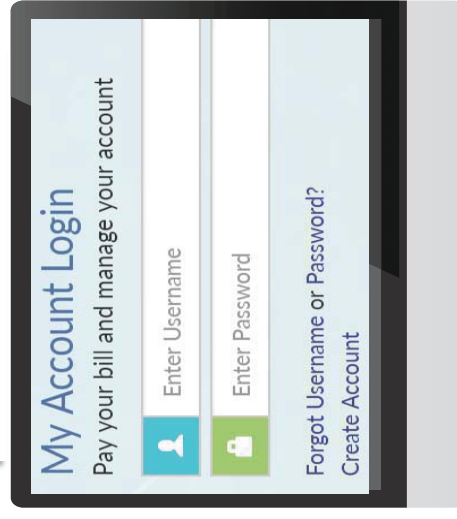 My Account Login
Pay your bill and manage your account
Enter Username
Enter Password
Forgot Username or Password?
Create Account